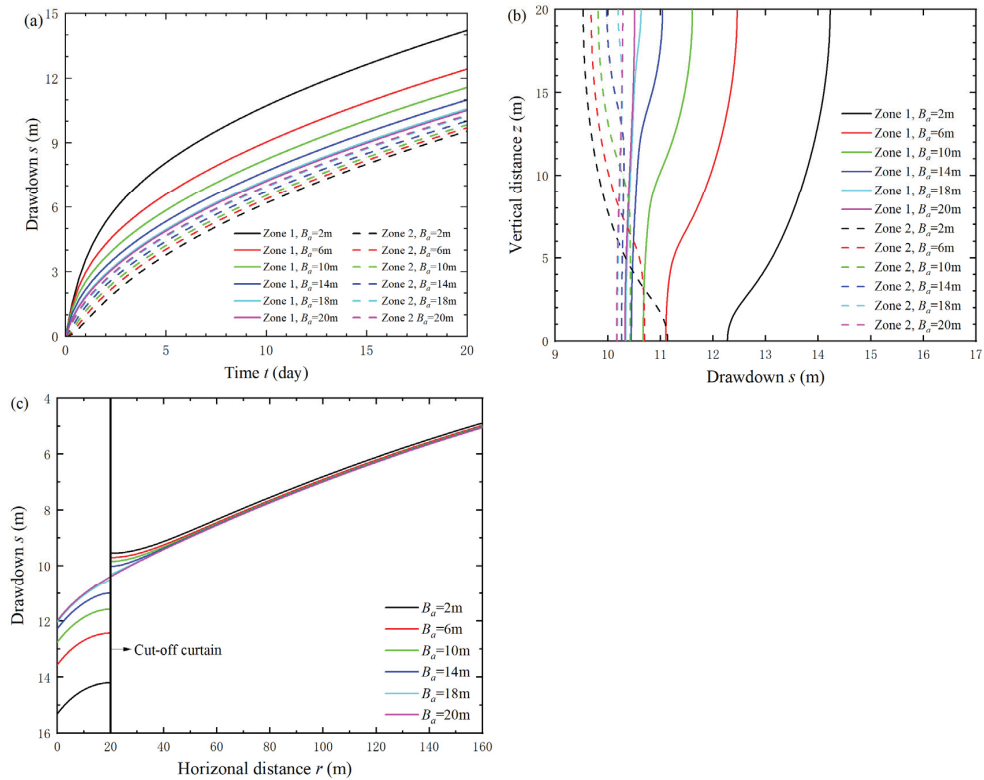 (a)
15
12
9
6
3
0
Drawdown s (m)
Zone 1, Ba=2m
Zone 1, Ba=6m
Zone 1, Ba=10m
Zone 1, Ba=14m
Zone 1, Ba=18m
Zone 1, Ba=20m
Zone 2, Ba=2m
Zone 2, Ba=6m
Zone 2, Ba=10m
Zone 2, Ba=14m
Zone 2, Ba=18m
Zone 2, Ba=20m
0 5 10 15 20
Time t (day)
(b)
20
15
10
5
0
Vertical distance z (m)
Zone 1, Ba=2m
Zone 1, Ba=6m
Zone 1, Ba=10m
Zone 1, Ba=14m
Zone 1, Ba=18m
Zone 1, Ba=20m
Zone 2, Ba=2m
Zone 2, Ba=6m
Zone 2, Ba=10m
Zone 2, Ba=14m
Zone 2, Ba=18m
Zone 2, Ba=20m
9 10 11 12 13 14 15 16 17
Drawdown s (m)
(c)
4
6
8
10
12
14
16
Drawdown s (m)
Cut-off curtain
Ba=2m
Ba=6m
Ba=10m
Ba=14m
Ba=18m
Ba=20m
0 20 40 60 80 100 120 140 160
Horizonal distance r (m)